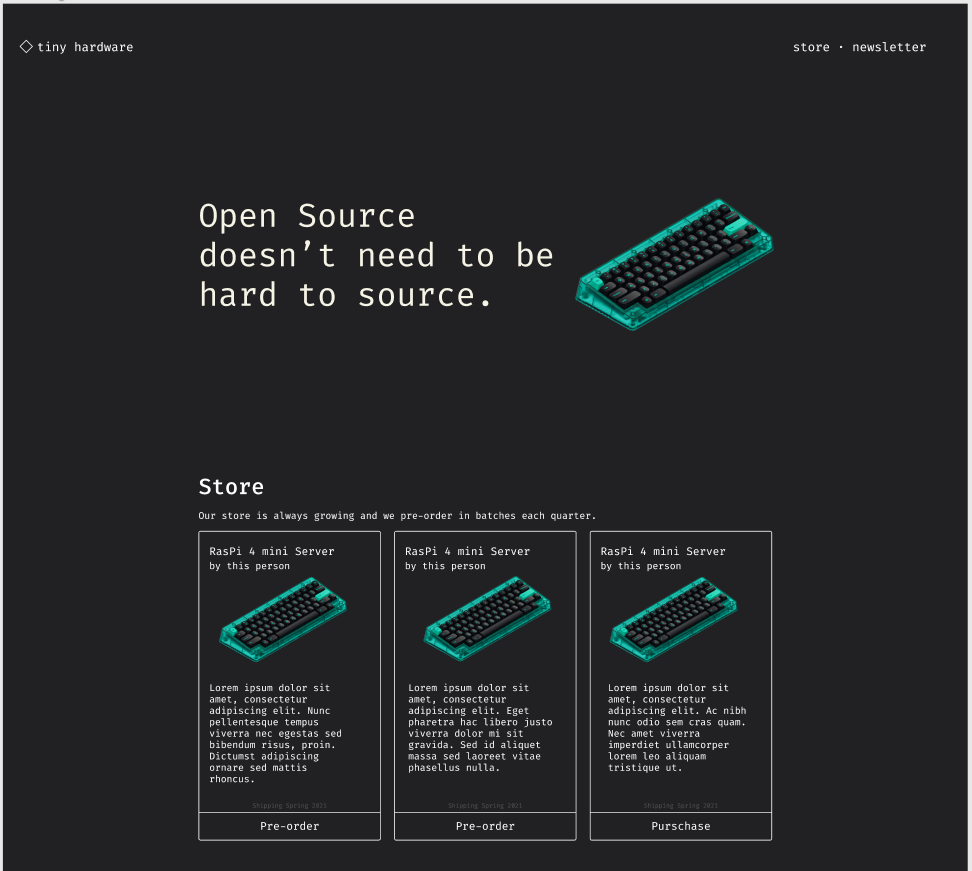 tiny hardware
store · newsletter
Open Source
doesn’t need to be
hard to source.
Store
Our store is always growing and we pre-order in batches each quarter.
RasPi 4 mini Server
by this person
Lorem ipsum dolor sit
amet, consectetur
adipiscing elit. Nunc
pellentesque tempus
viverra nec egestas sed
bibendum risus, proin.
Dictumst adipiscing
ornare sed mattis
rhoncus.
Shipping Spring 2021
Pre-order
RasPi 4 mini Server
by this person
Lorem ipsum dolor sit
amet, consectetur
adipiscing elit. Eget
pharetra hac libero justo
viverra dolor mi sit
gravida. Sed id aliquet
massa sed laoreet vitae
phasellus nulla.
Shipping Spring 2021
Pre-order
RasPi 4 mini Server
by this person
Lorem ipsum dolor sit
amet, consectetur
adipiscing elit. Ac nibh
nunc odio sem cras quam.
Nec amet viverra
imperdiet ullamcorper
lorem leo aliquam
tristique ut.
Shipping Spring 2021
Purschase